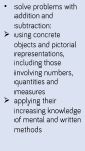 • solve problems with
addition and
subtraction:
➢ using concrete
objects and pictorial
representations,
including those
involving numbers,
quantities and
measures
➢ applying their
increasing knowledge
of mental and written
methods